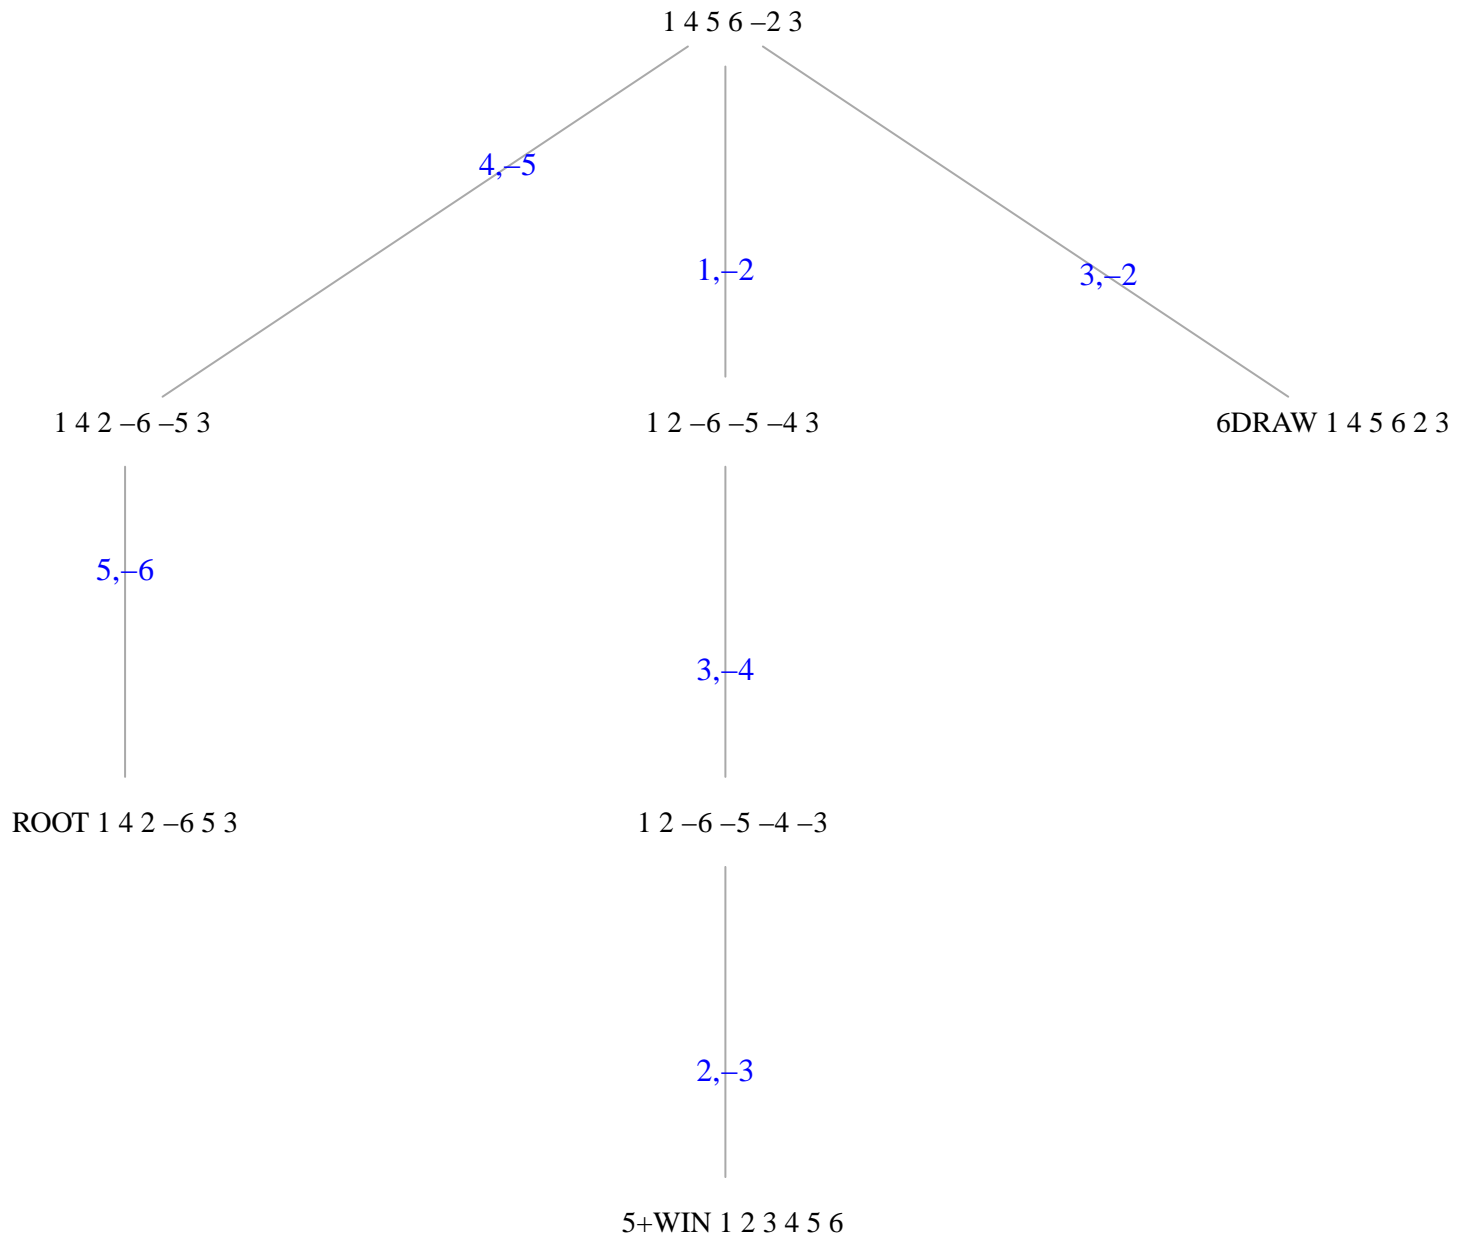 1 4 5 6 –2 3
4,–5
1,–2
3,–2
1 4 2 –6 –5 3
1 2 –6 –5 –4 3
6DRAW 1 4 5 6 2 3
5,–6
3,–4
ROOT 1 4 2 –6 5 3
1 2 –6 –5 –4 –3
2,–3
5+WIN 1 2 3 4 5 6